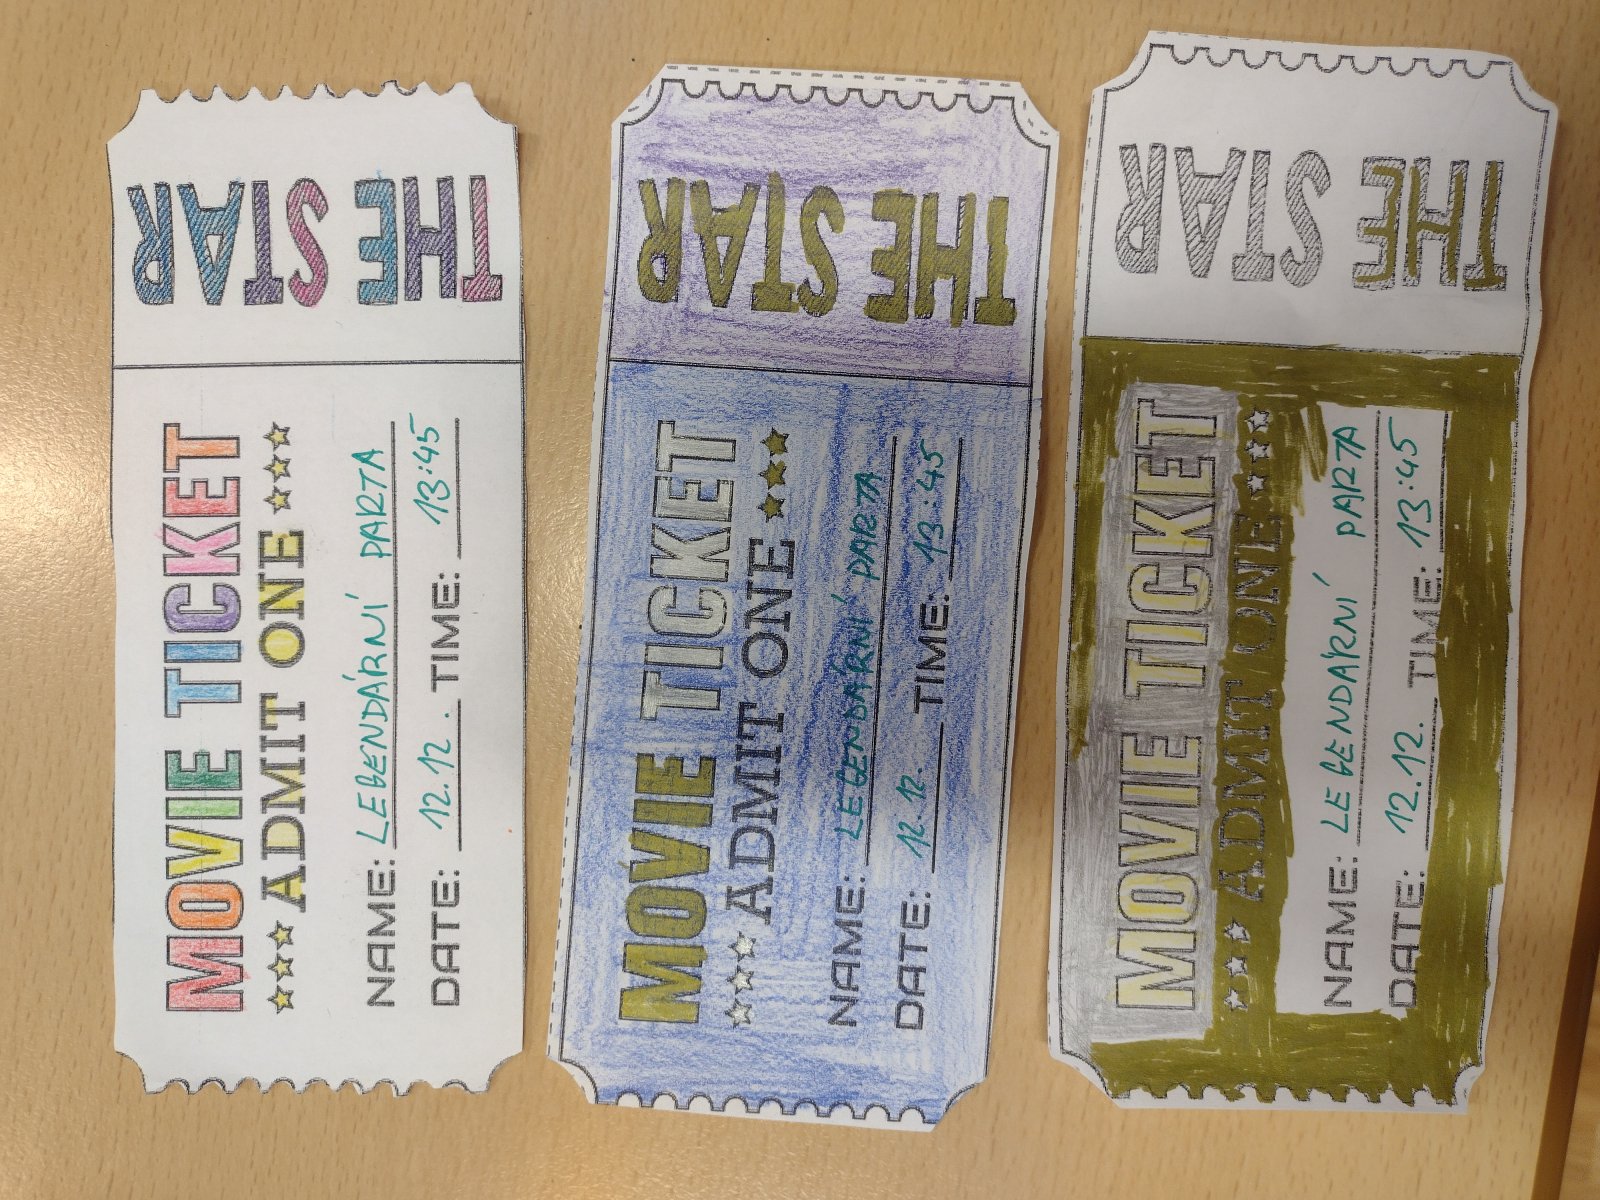 MOVIE TICKET
★★★ ADMIT ONE ★★★
NAME: LEGENDÁRNÍ PARTA
DATE: 12.12. TIME: 13:45
THE STAR
MOVIE TICKET
★★★ ADMIT ONE ★★★
NAME: LEGENDÁRNÍ PARTA
DATE: 12.12. TIME: 13:45
THE STAR
MOVIE TICKET
★★★ ADMIT ONE ★★★
NAME: LEGENDÁRNÍ PARTA
DATE: 12.12. TIME: 13:45
THE STAR